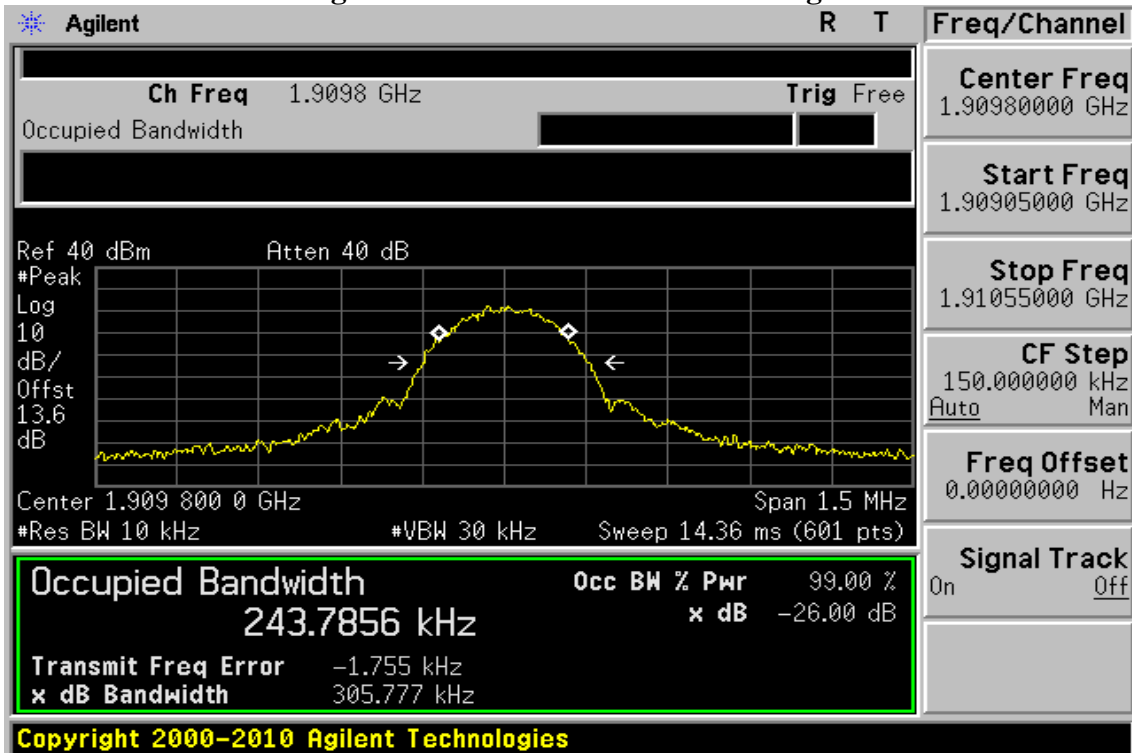 Agilent R T Freq/Channel
Ch Freq 1.9098 GHz Trig Free
Occupied Bandwidth
Center Freq
1.90980000 GHz
Start Freq
1.90905000 GHz
Stop Freq
1.91055000 GHz
CF Step
150.000000 kHz
Auto Man
Freq Offset
0.00000000 Hz
Signal Track
On Off
Ref 40 dBm Atten 40 dB
#Peak
Log
10
dB/
Offst
13.6
dB
Center 1.909 800 0 GHz Span 1.5 MHz
#Res BW 10 kHz #VBW 30 kHz Sweep 14.36 ms (601 pts)
Occupied Bandwidth Occ BW % Pwr 99.00 %
243.7856 kHz x dB -26.00 dB
Transmit Freq Error -1.755 kHz
x dB Bandwidth 305.777 kHz
Copyright 2000-2010 Agilent Technologies